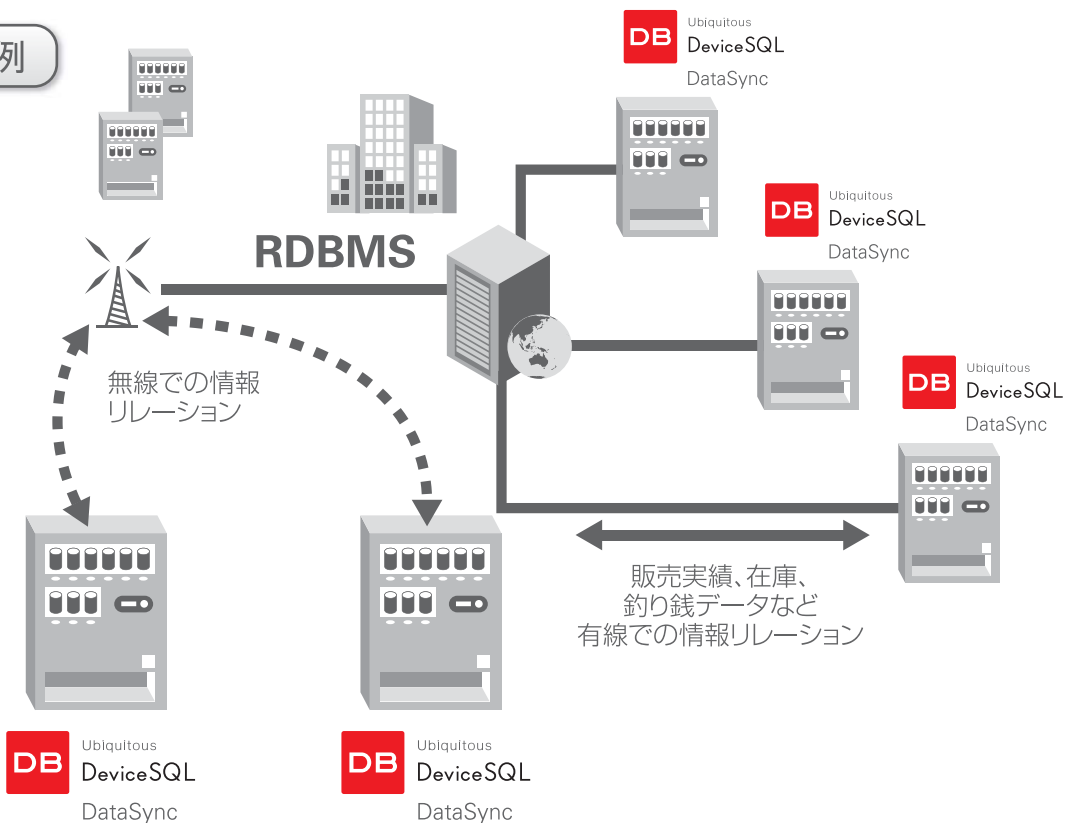 例
DB
Ubiquitous
DeviceSQL
DataSync
RDBMS
DB
Ubiquitous
DeviceSQL
DataSync
無線での情報
リレーション
DB
Ubiquitous
DeviceSQL
DataSync
販売実績、在庫、
釣り銭データなど
有線での情報リレーション
DB
Ubiquitous
DeviceSQL
DataSync
DB
Ubiquitous
DeviceSQL
DataSync